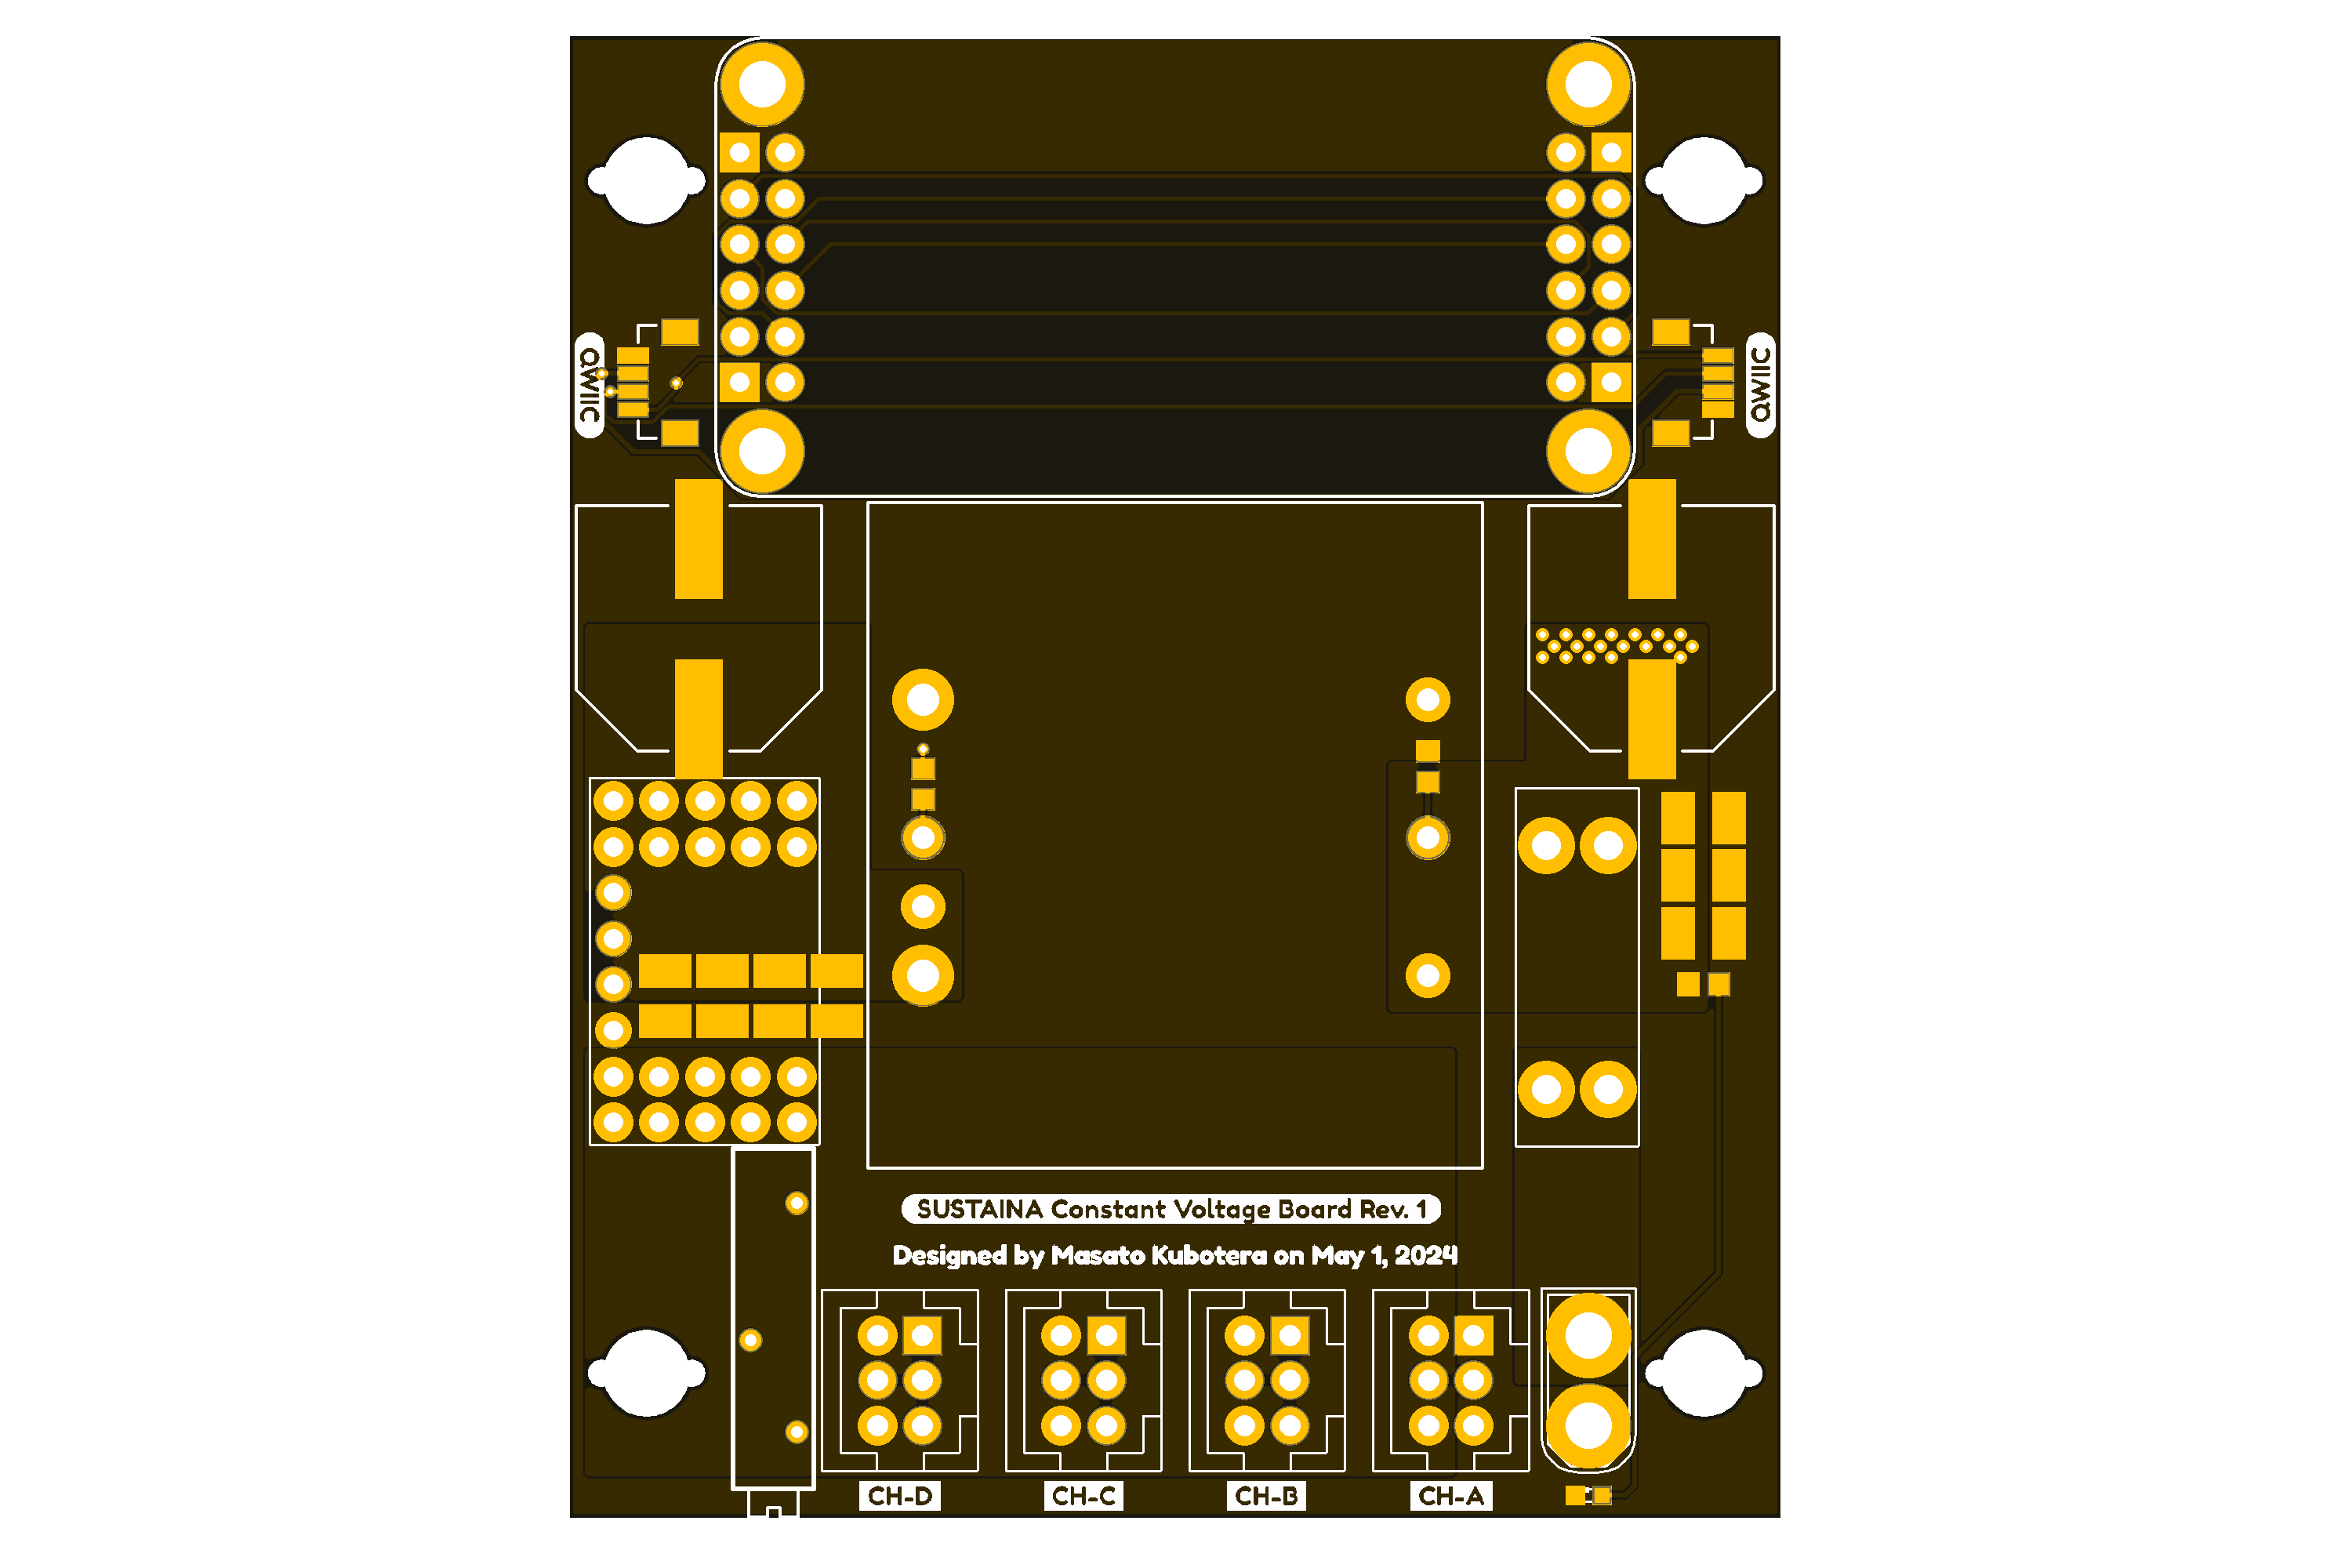 QWIIC
QWIIC
SUSTAINA Constant Voltage Board Rev. 1
Designed by Masato Kubotera on May 1, 2024
CH-D
CH-C
CH-B
CH-A